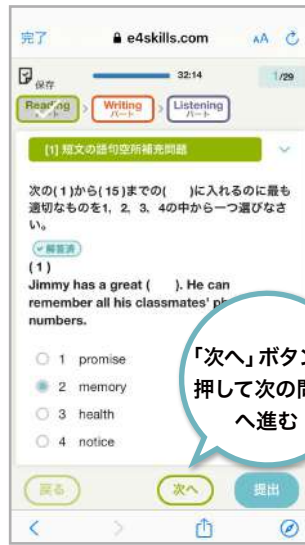 完了 e4skills.com AA
保存 32:14 1/29
Reading パート Writing パート Listening パート
[1] 短文の語句空所補充問題
次の(1)から(15)までの( )に入れるのに最も
適切なものを1, 2, 3, 4の中から一つ選びなさ
い。
解答済
(1)
Jimmy has a great ( ). He can
remember all his classmates'
numbers.
1 promise
2 memory
3 health
4 notice
「次へ」ボタン
押して次の問
へ進む
戻る 次へ 提出